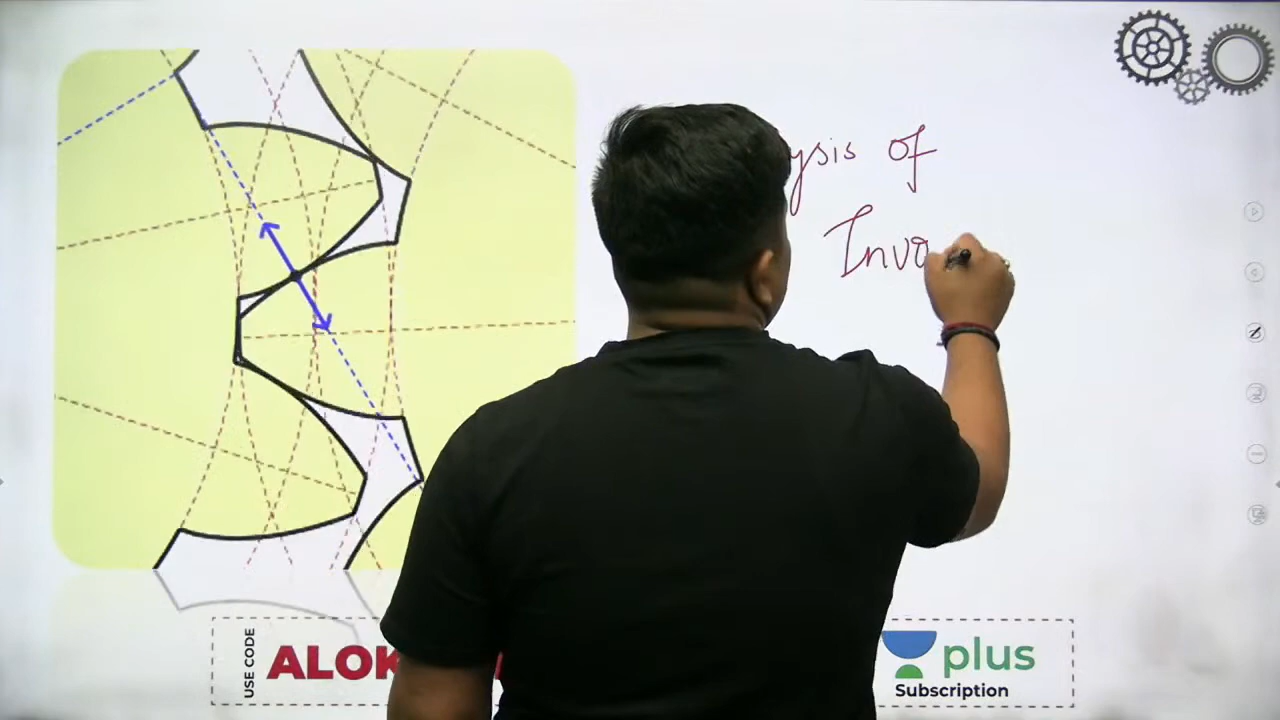 ysis of
Invo
USE CODE
ALOK
plus
Subscription